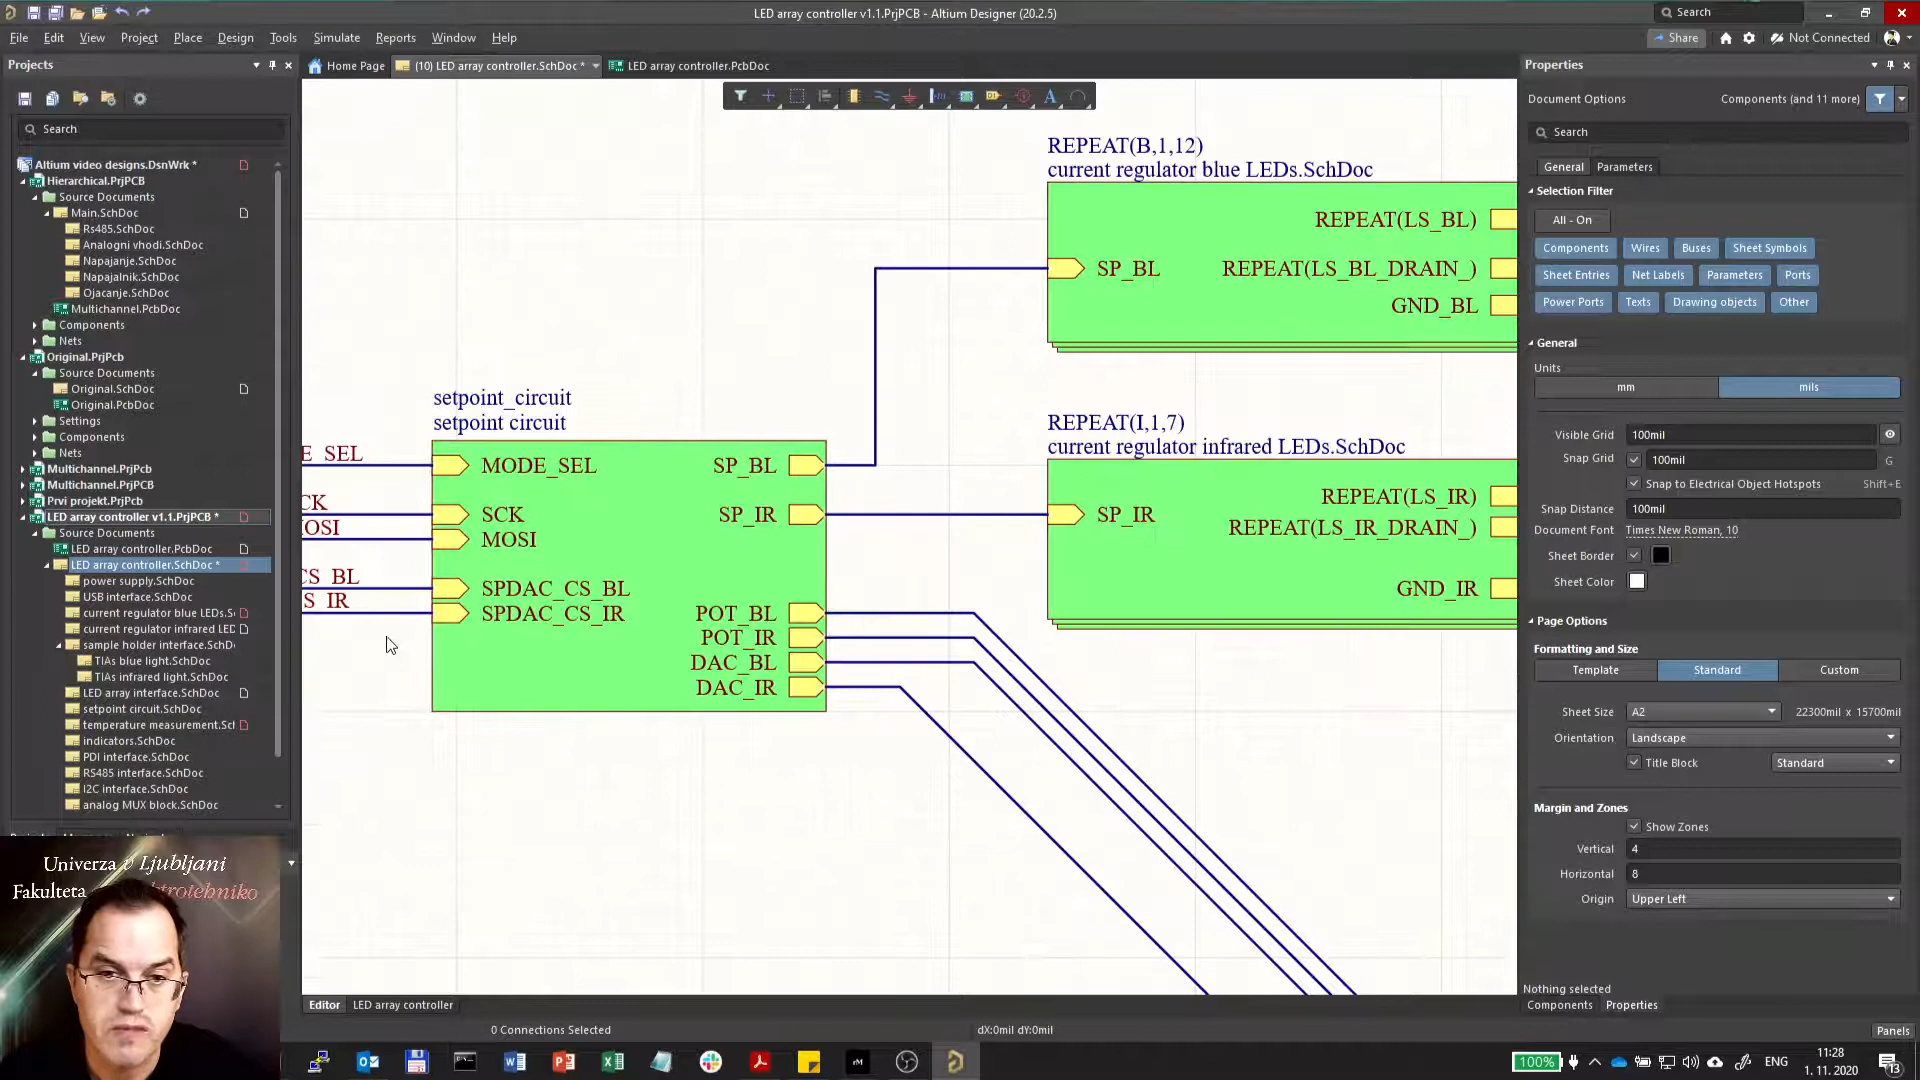 LED array controller v1.1.PrjPCB - Altium Designer (20.2.5)
Search
File Edit View Project Place Design Tools Simulate Reports Window Help
Share
Not Connected
Projects
Home Page
(10) LED array controller.SchDoc *
LED array controller.PcbDoc
Search
Altium video designs.DsnWrk *
Hierarchical.PrjPCB
Source Documents
Main.SchDoc
Rs485.SchDoc
Analogni vhodi.SchDoc
Napajanje.SchDoc
Napajalnik.SchDoc
Ojacanje.SchDoc
Multichannel.PcbDoc
Components
Nets
Original.PrjPcb
Source Documents
Original.SchDoc
Original.PcbDoc
Settings
Components
Nets
Multichannel.PrjPcb
Multichannel.PrjPCB
Prvi projekt.PrjPcb
LED array controller v1.1.PrjPCB *
Source Documents
LED array controller.PcbDoc
LED array controller.SchDoc *
power supply.SchDoc
USB interface.SchDoc
current regulator blue LEDs.S
current regulator infrared LED
sample holder interface.SchD
TIAs blue light.SchDoc
TIAs infrared light.SchDoc
LED array interface.SchDoc
setpoint circuit.SchDoc
temperature measurement.Scl
indicators.SchDoc
PDI interface.SchDoc
RS485 interface.SchDoc
I2C interface.SchDoc
analog MUX block.SchDoc
Univerza v Ljubljani
Fakulteta ktrotehniko
REPEAT(B,1,12)
current regulator blue LEDs.SchDoc
REPEAT(LS_BL)
SP_BL
REPEAT(LS_BL_DRAIN_)
GND_BL
REPEAT(I,1,7)
current regulator infrared LEDs.SchDoc
REPEAT(LS_IR)
SP_IR
REPEAT(LS_IR_DRAIN_)
GND_IR
setpoint_circuit
setpoint circuit
E_SEL
CK
OSI
CS_BL
S_IR
MODE_SEL
SCK
MOSI
SPDAC_CS_BL
SPDAC_CS_IR
SP_BL
SP_IR
POT_BL
POT_IR
DAC_BL
DAC_IR
Editor
LED array controller
0 Connections Selected
dX:0mil dY:0mil
Properties
Document Options
Components (and 11 more)
Search
General
Parameters
Selection Filter
All - On
Components
Wires
Buses
Sheet Symbols
Sheet Entries
Net Labels
Parameters
Ports
Power Ports
Texts
Drawing objects
Other
General
Units
mm
mils
Visible Grid
100mil
Snap Grid
100mil
G
Snap to Electrical Object Hotspots
Shift+E
Snap Distance
100mil
Document Font
Times New Roman, 10
Sheet Border
Sheet Color
Page Options
Formatting and Size
Template
Standard
Custom
Sheet Size
A2
22300mil x 15700mil
Orientation
Landscape
Title Block
Standard
Margin and Zones
Show Zones
Vertical
4
Horizontal
8
Origin
Upper Left
Nothing selected
Components
Properties
Panels
100%
ENG
11:28
1. 11. 2020
13